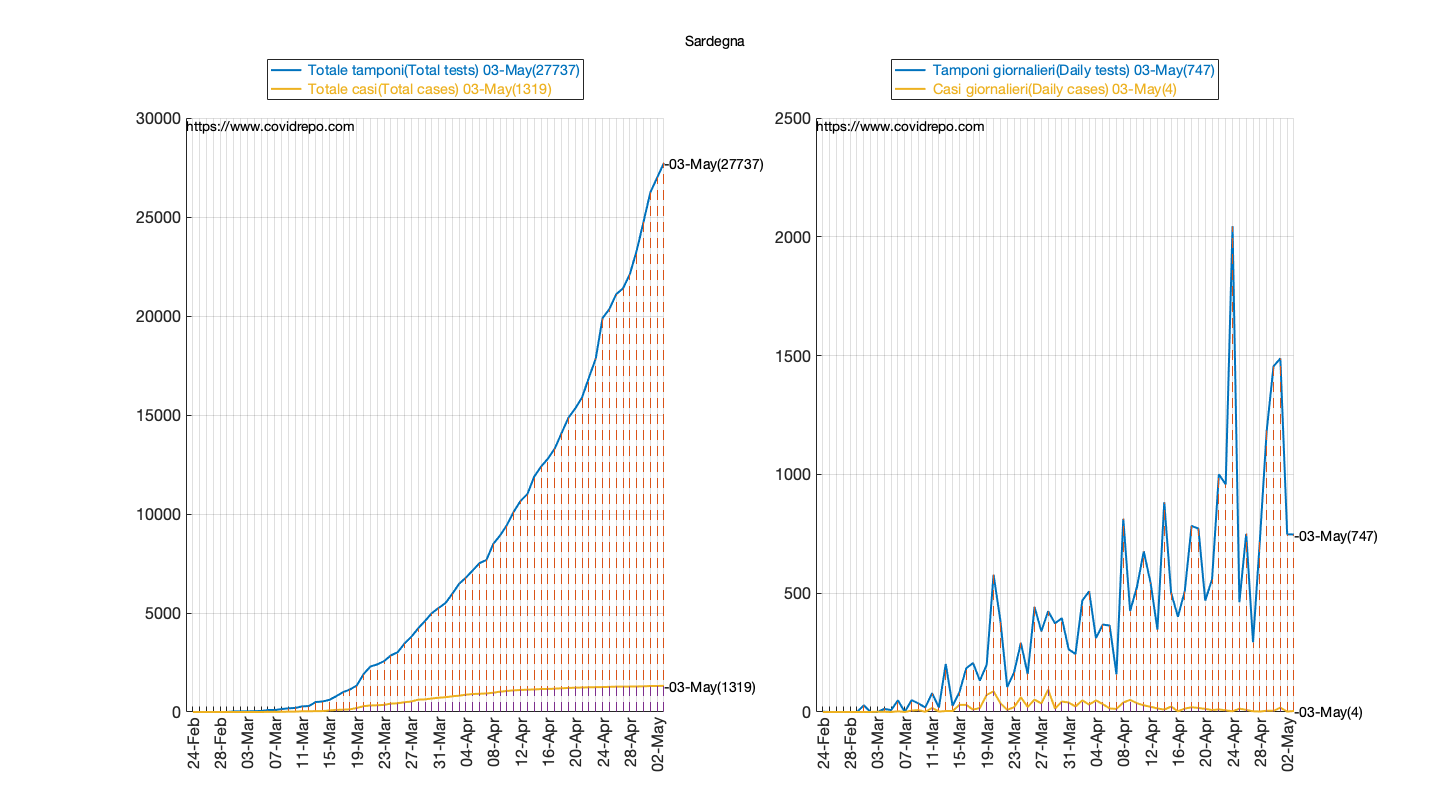 Sardegna
Totale tamponi(Total tests) 03-May(27737)
Totale casi(Total cases) 03-May(1319)
https://www.covidrepo.com
30000
25000
20000
15000
10000
5000
0
03-May(27737)
03-May(1319)
24-Feb
28-Feb
03-Mar
07-Mar
11-Mar
15-Mar
19-Mar
23-Mar
27-Mar
31-Mar
04-Apr
08-Apr
12-Apr
16-Apr
20-Apr
24-Apr
28-Apr
02-May
Tamponi giornalieri(Daily tests) 03-May(747)
Casi giornalieri(Daily cases) 03-May(4)
https://www.covidrepo.com
2500
2000
1500
1000
500
0
03-May(747)
03-May(4)
24-Feb
28-Feb
03-Mar
07-Mar
11-Mar
15-Mar
19-Mar
23-Mar
27-Mar
31-Mar
04-Apr
08-Apr
12-Apr
16-Apr
20-Apr
24-Apr
28-Apr
02-May